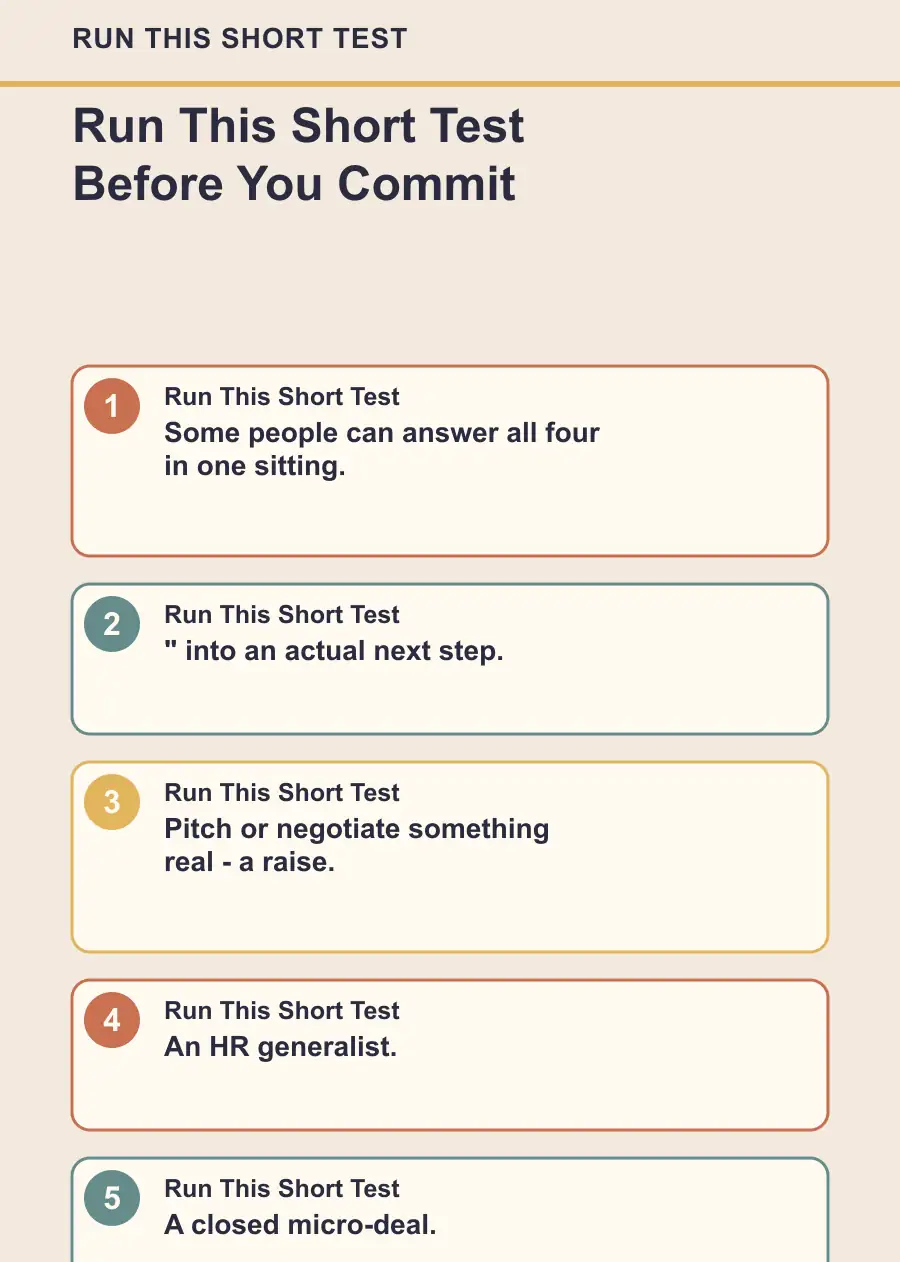 RUN THIS SHORT TEST
Run This Short Test
Before You Commit
1
Run This Short Test
Some people can answer all four
in one sitting.
2
Run This Short Test
" into an actual next step.
3
Run This Short Test
Pitch or negotiate something
real - a raise.
4
Run This Short Test
An HR generalist.
5
Run This Short Test
A closed micro-deal.